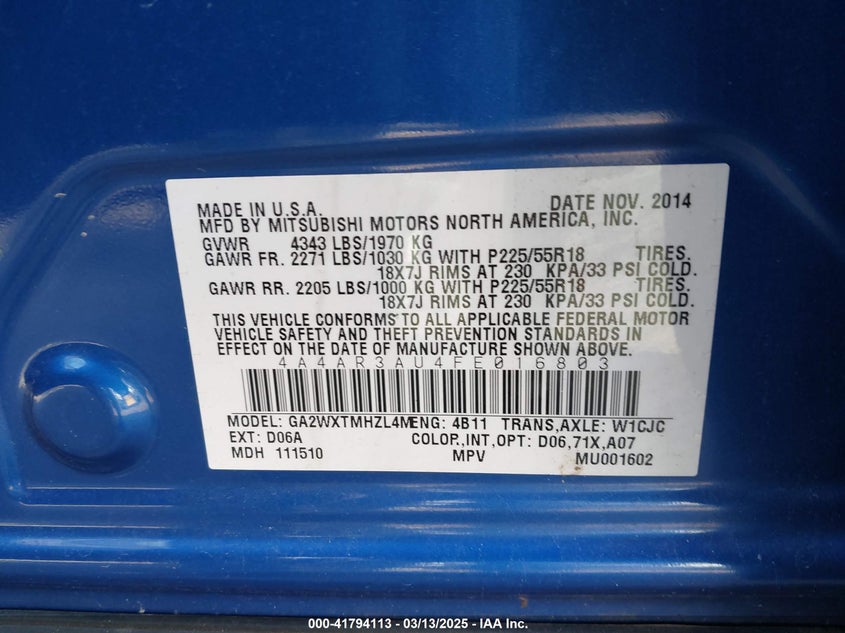 MADE IN U.S.A. DATE NOV. 2014
MFD BY MITSUBISHI MOTORS NORTH AMERICA, INC.
GVWR 4343 LBS/1970 KG
GAWR FR. 2271 LBS/1030 KG WITH P225/55R18 TIRES.
18X7J RIMS AT 230 KPA/33 PSI COLD.
GAWR RR. 2205 LBS/1000 KG WITH P225/55R18 TIRES.
18X7J RIMS AT 230 KPA/33 PSI COLD.
THIS VEHICLE CONFORMS TO ALL APPLICABLE FEDERAL MOTOR
VEHICLE SAFETY AND THEFT PREVENTION STANDARDS IN
EFFECT ON THE DATE OF MANUFACTURE SHOWN ABOVE.
4A4AR3AU4FE016803
MODEL: GA2WXTMHZL4M ENG: 4B11 TRANS,AXLE: W1CJC
EXT: D06A COLOR,INT,OPT: D06,71X,A07
MDH 111510 MPV MU001602
000-41794113 - 03/13/2025 - IAA Inc.